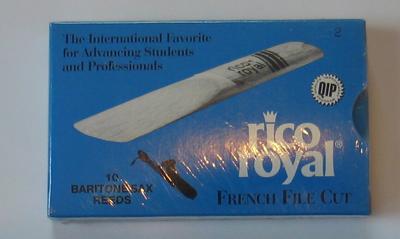 The International Favorite
for Advancing Students
and Professionals
2
rico
royal
QIP
rico
royal®
10
BARITONE SAX
REEDS
FRENCH FILE CUT